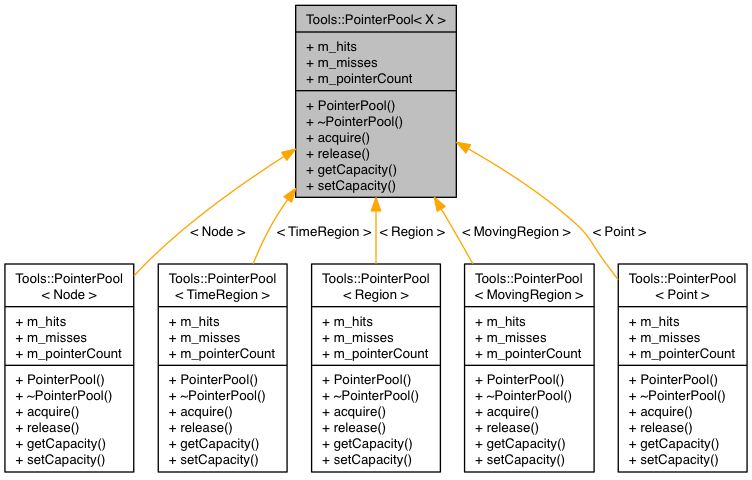 Tools::PointerPool< X >
+ m_hits
+ m_misses
+ m_pointerCount
+ PointerPool()
+ ~PointerPool()
+ acquire()
+ release()
+ getCapacity()
+ setCapacity()
< Node >
< TimeRegion >
< Region >
< MovingRegion >
< Point >
Tools::PointerPool
< Node >
+ m_hits
+ m_misses
+ m_pointerCount
+ PointerPool()
+ ~PointerPool()
+ acquire()
+ release()
+ getCapacity()
+ setCapacity()
Tools::PointerPool
< TimeRegion >
+ m_hits
+ m_misses
+ m_pointerCount
+ PointerPool()
+ ~PointerPool()
+ acquire()
+ release()
+ getCapacity()
+ setCapacity()
Tools::PointerPool
< Region >
+ m_hits
+ m_misses
+ m_pointerCount
+ PointerPool()
+ ~PointerPool()
+ acquire()
+ release()
+ getCapacity()
+ setCapacity()
Tools::PointerPool
< MovingRegion >
+ m_hits
+ m_misses
+ m_pointerCount
+ PointerPool()
+ ~PointerPool()
+ acquire()
+ release()
+ getCapacity()
+ setCapacity()
Tools::PointerPool
< Point >
+ m_hits
+ m_misses
+ m_pointerCount
+ PointerPool()
+ ~PointerPool()
+ acquire()
+ release()
+ getCapacity()
+ setCapacity()